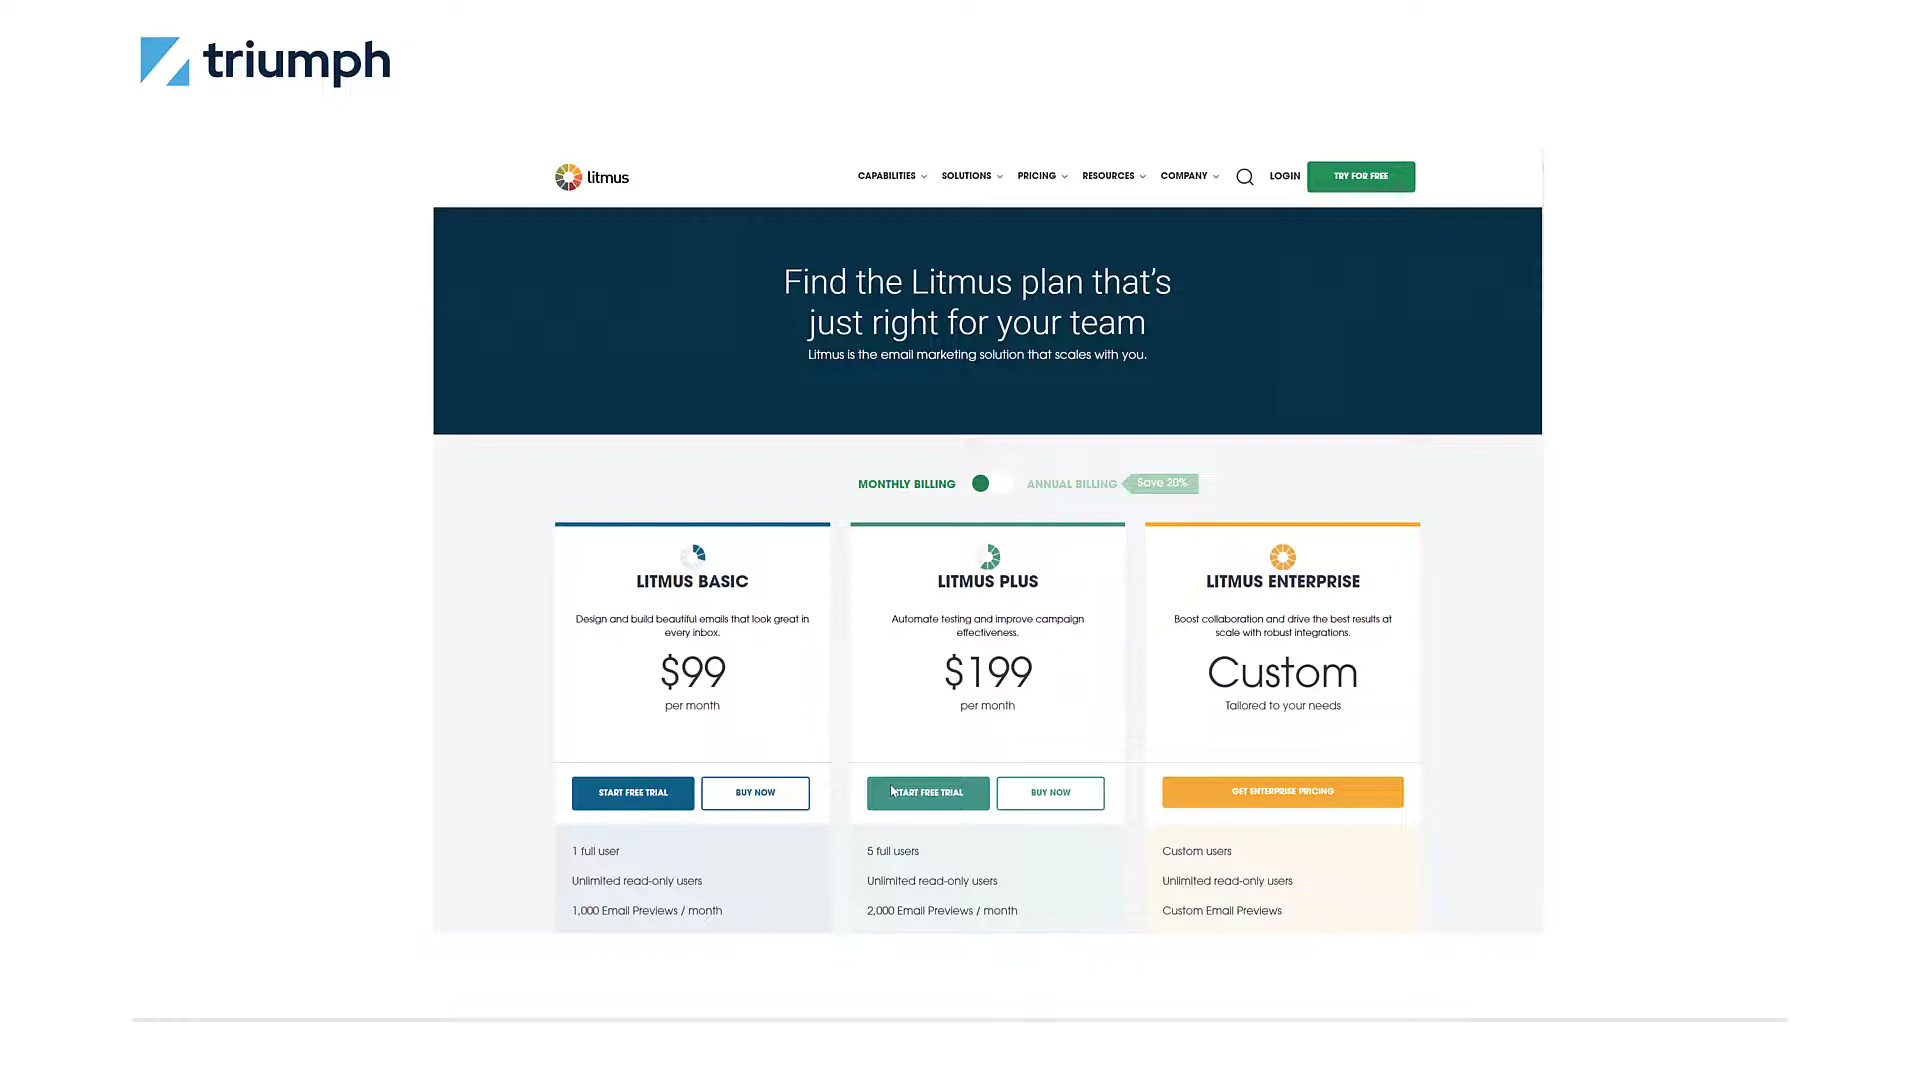 triumph
litmus
CAPABILITIES SOLUTIONS PRICING RESOURCES COMPANY LOGIN TRY FOR FREE
Find the Litmus plan that's
just right for your team
Litmus is the email marketing solution that scales with you.
MONTHLY BILLING ANNUAL BILLING Save 20%
LITMUS BASIC
Design and build beautiful emails that look great in
every inbox.
$99
per month
START FREE TRIAL BUY NOW
1 full user
Unlimited read-only users
1,000 Email Previews / month
LITMUS PLUS
Automate testing and improve campaign
effectiveness.
$199
per month
START FREE TRIAL BUY NOW
5 full users
Unlimited read-only users
2,000 Email Previews / month
LITMUS ENTERPRISE
Boost collaboration and drive the best results at
scale with robust integrations.
Custom
Tailored to your needs
GET ENTERPRISE PRICING
Custom users
Unlimited read-only users
Custom Email Previews